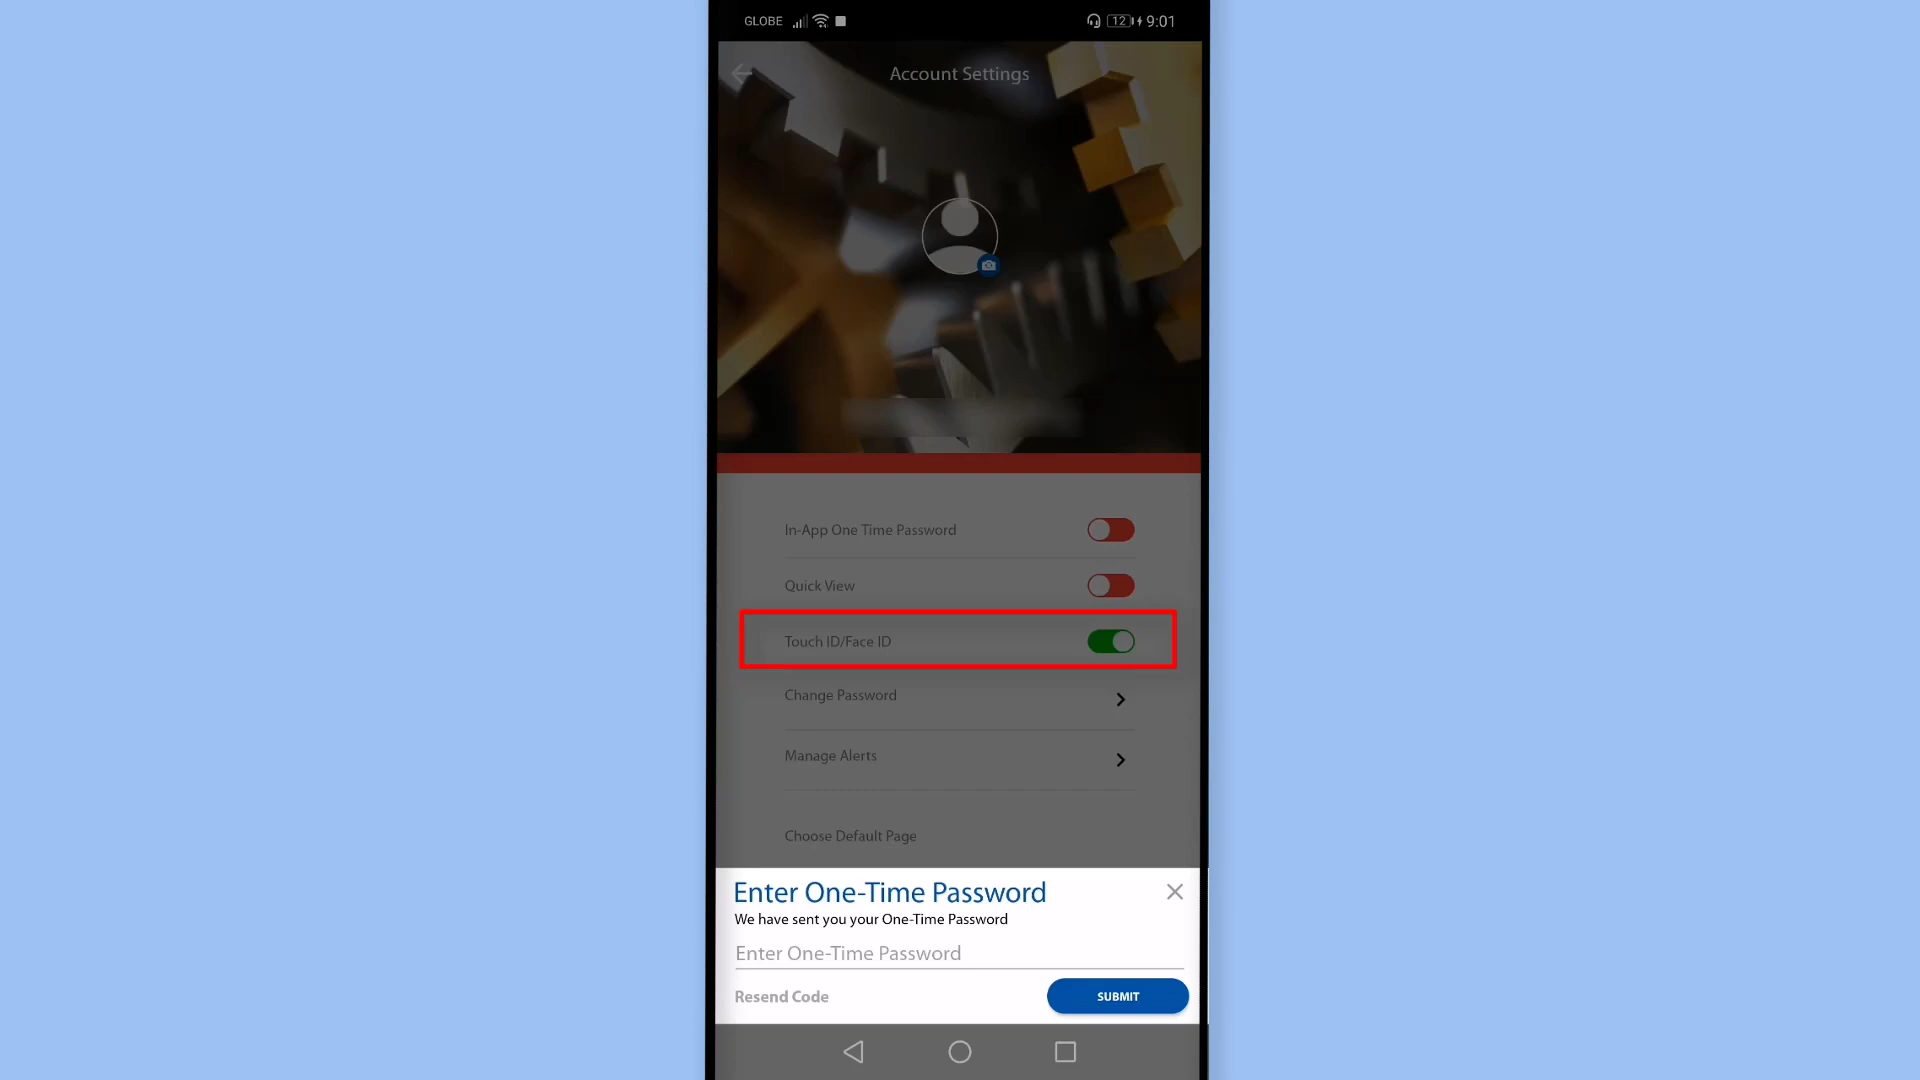 GLOBE 12 9:01
Account Settings
In-App One Time Password
Quick View
Touch ID/Face ID
Change Password
Manage Alerts
Choose Default Page
Enter One-Time Password
We have sent you your One-Time Password
Enter One-Time Password
Resend Code SUBMIT